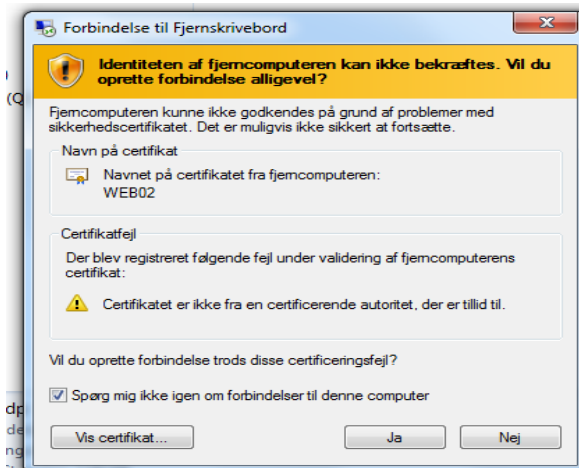 Forbindelse til Fjernskrivebord
Identiteten af fjerncomputeren kan ikke bekræftes. Vil du
oprette forbindelse alligevel?
(Q
Fjerncomputeren kunne ikke godkendes på grund af problemer med
sikkerhedscertifikatet. Det er muligvis ikke sikkert at fortsætte.
Navn på certifikat
Navnet på certifikatet fra fjerncomputeren:
WEB02
Certifikatfejl
Der blev registreret følgende fejl under validering af fjerncomputerens
certifikat:
Certifikatet er ikke fra en certificerende autoritet, der er tillid til.
Vil du oprette forbindelse trods disse certificeringsfejl?
Spørg mig ikke igen om forbindelser til denne computer
dp
de
ng
Vis certifikat...
Ja
Nej